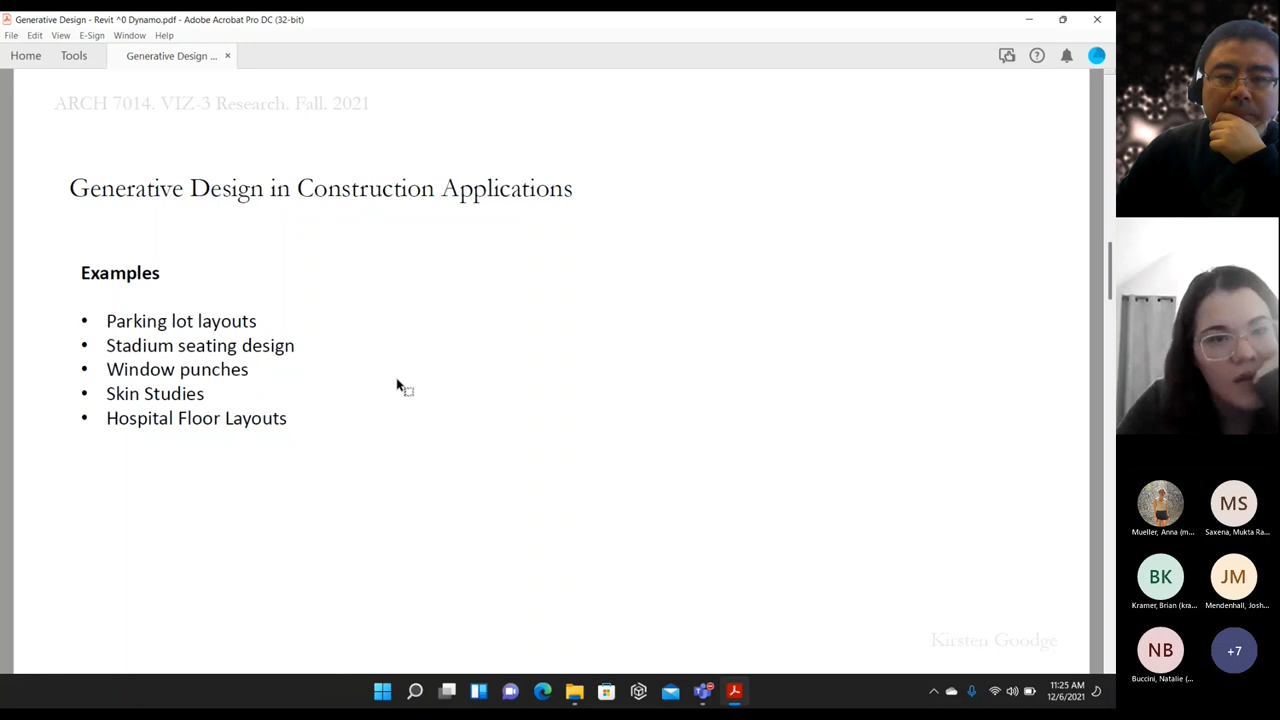 Generative Design - Revit ^0 Dynamo.pdf - Adobe Acrobat Pro DC (32-bit)
File Edit View E-Sign Window Help
Home Tools Generative Design ... ×
ARCH 7014. VIZ-3 Research. Fall. 2021
Generative Design in Construction Applications
Examples
• Parking lot layouts
• Stadium seating design
• Window punches
• Skin Studies
• Hospital Floor Layouts
Kirsten Goodge
MS
Mueller, Anna (m... Saxena, Mukta Ra...
BK JM
Kramer, Brian (kra... Mendenhall, Josh...
NB +7
Buccini, Natalie (...
11:25 AM
12/6/2021